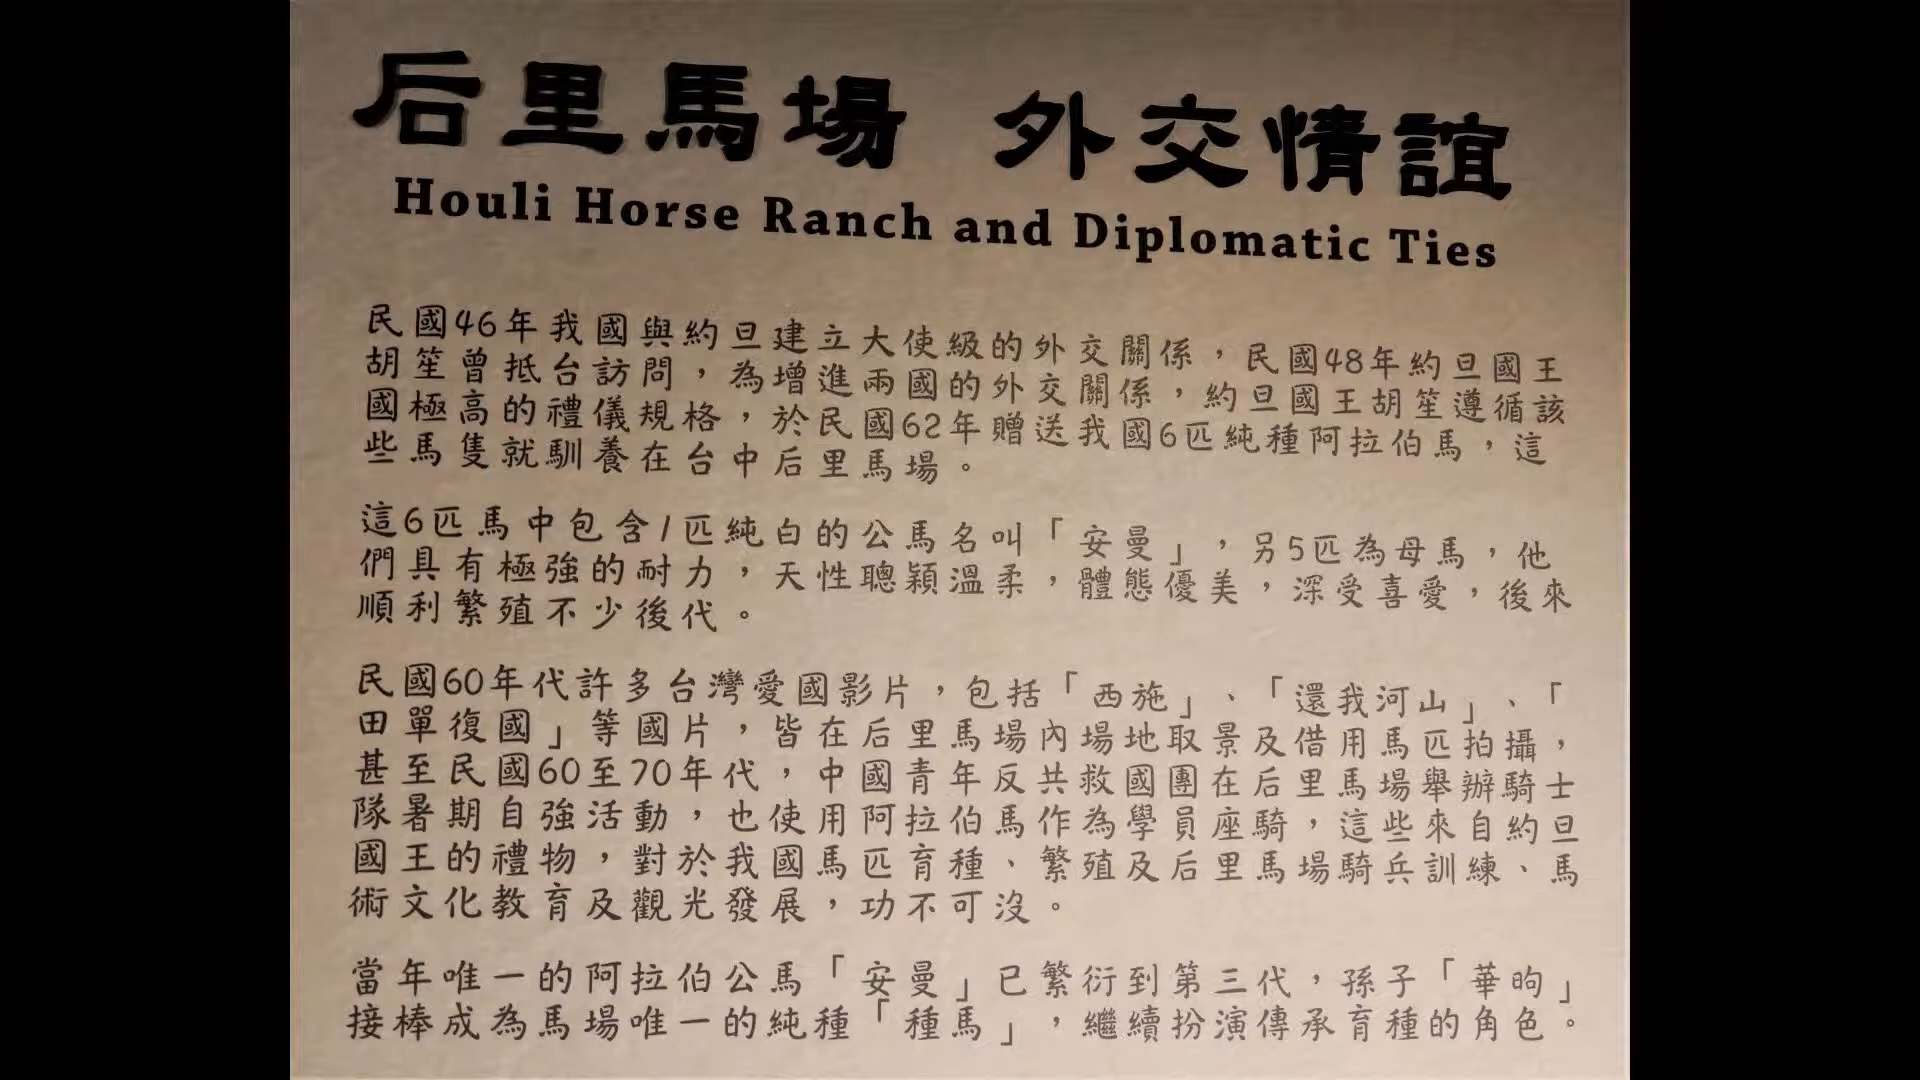 后里馬場 外交情誼
Houli Horse Ranch and Diplomatic Ties
民國46年我國與約旦建立大使級的外交關係，民國48年約旦國王
胡笙曾抵台訪問，為增進兩國的外交關係，約旦國王胡笙遵循該
國極高的禮儀規格，於民國62年贈送我國6匹純種阿拉伯馬，這
些馬隻就馴養在台中后里馬場。
這6匹馬中包含1匹純白的公馬名叫「安曼」，另5匹為母馬，他
們具有極強的耐力，天性聰穎溫柔，體態優美，深受喜愛，後來
順利繁殖不少後代。
民國60年代許多台灣愛國影片，包括「西施」、「還我河山」、「
田單復國」等國片，皆在后里馬場內場地取景及借用馬匹拍攝，
甚至民國60至70年代，中國青年反共救國團在后里馬場舉辦騎士
隊暑期自強活動，也使用阿拉伯馬作為學員座騎，這些來自約旦
國王的禮物，對於我國馬匹育種、繁殖及后里馬場騎兵訓練、馬
術文化教育及觀光發展，功不可沒。
當年唯一的阿拉伯公馬「安曼」已繁衍到第三代，孫子「華昫」
接棒成為馬場唯一的純種「種馬」，繼續扮演傳承育種的角色。